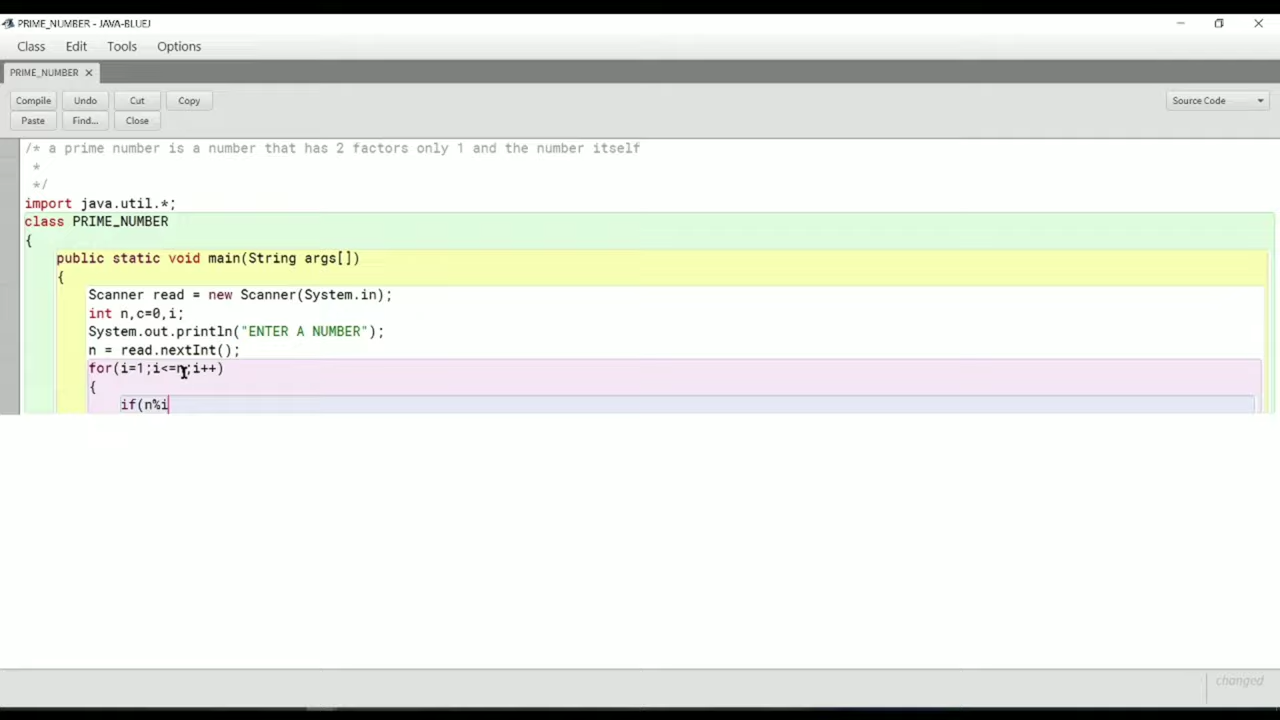 PRIME_NUMBER - JAVA-BLUEJ
Class Edit Tools Options
PRIME_NUMBER
Compile Undo Cut Copy Source Code
Paste Find... Close
/* a prime number is a number that has 2 factors only 1 and the number itself
*
*/
import java.util.*;
class PRIME_NUMBER
{
public static void main(String args[])
{
Scanner read = new Scanner(System.in);
int n,c=0,i;
System.out.println("ENTER A NUMBER");
n = read.nextInt();
for(i=1;i<=n;i++)
{
if(n%i
changed